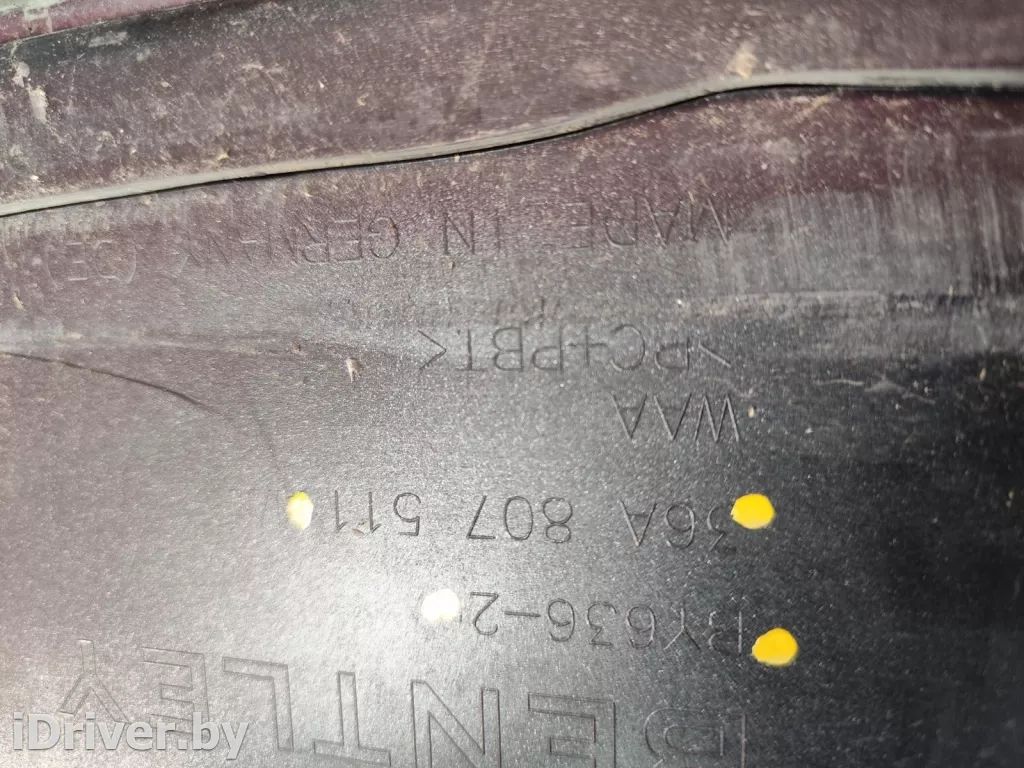 BENTLEY
BY636-2
36A 807 511
WAA
>PC+PBT<
MADE IN GERMANY
iDriver.by